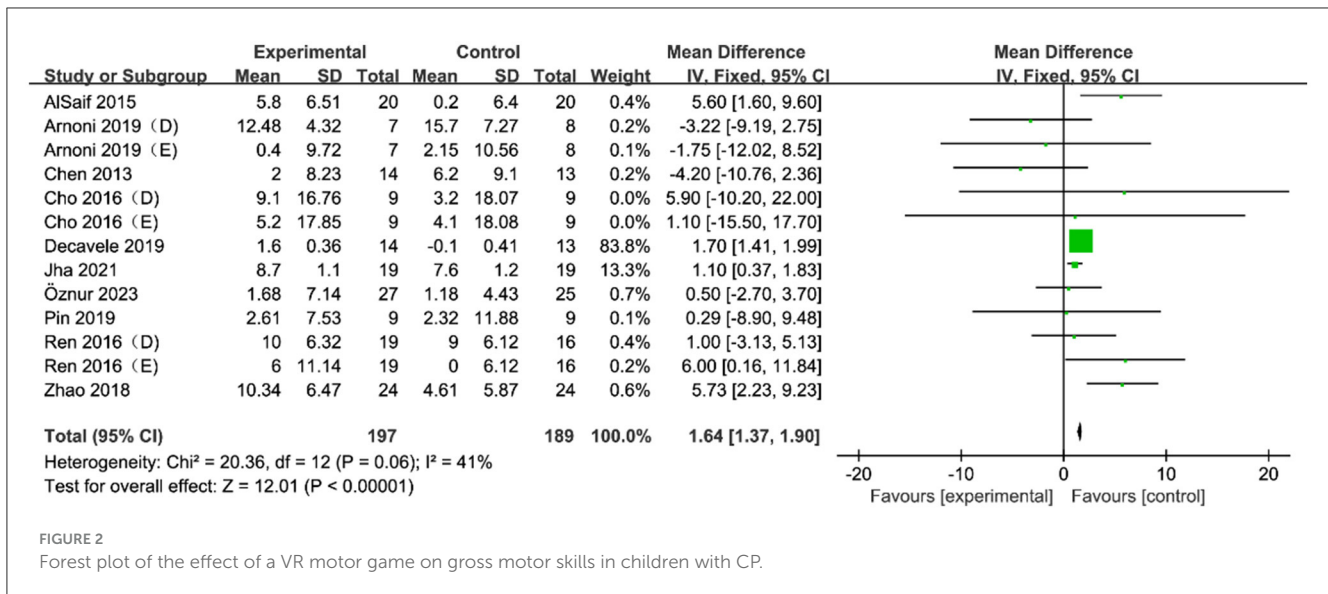 Experimental Control Mean Difference Mean Difference
Study or Subgroup Mean SD Total Mean SD Total Weight IV, Fixed, 95% CI IV, Fixed, 95% CI
AlSaif 2015 5.8 6.51 20 0.2 6.4 20 0.4% 5.60 [1.60, 9.60]
Arnoni 2019（D） 12.48 4.32 7 15.7 7.27 8 0.2% -3.22 [-9.19, 2.75]
Arnoni 2019（E） 0.4 9.72 7 2.15 10.56 8 0.1% -1.75 [-12.02, 8.52]
Chen 2013 2 8.23 14 6.2 9.1 13 0.2% -4.20 [-10.76, 2.36]
Cho 2016（D） 9.1 16.76 9 3.2 18.07 9 0.0% 5.90 [-10.20, 22.00]
Cho 2016（E） 5.2 17.85 9 4.1 18.08 9 0.0% 1.10 [-15.50, 17.70]
Decavele 2019 1.6 0.36 14 -0.1 0.41 13 83.8% 1.70 [1.41, 1.99]
Jha 2021 8.7 1.1 19 7.6 1.2 19 13.3% 1.10 [0.37, 1.83]
Öznur 2023 1.68 7.14 27 1.18 4.43 25 0.7% 0.50 [-2.70, 3.70]
Pin 2019 2.61 7.53 9 2.32 11.88 9 0.1% 0.29 [-8.90, 9.48]
Ren 2016（D） 10 6.32 19 9 6.12 16 0.4% 1.00 [-3.13, 5.13]
Ren 2016（E） 6 11.14 19 0 6.12 16 0.2% 6.00 [0.16, 11.84]
Zhao 2018 10.34 6.47 24 4.61 5.87 24 0.6% 5.73 [2.23, 9.23]
Total (95% CI) 197 189 100.0% 1.64 [1.37, 1.90]
Heterogeneity: Chi² = 20.36, df = 12 (P = 0.06); I² = 41%
Test for overall effect: Z = 12.01 (P < 0.00001)
-20 -10 0 10 20
Favours [experimental] Favours [control]
FIGURE 2
Forest plot of the effect of a VR motor game on gross motor skills in children with CP.